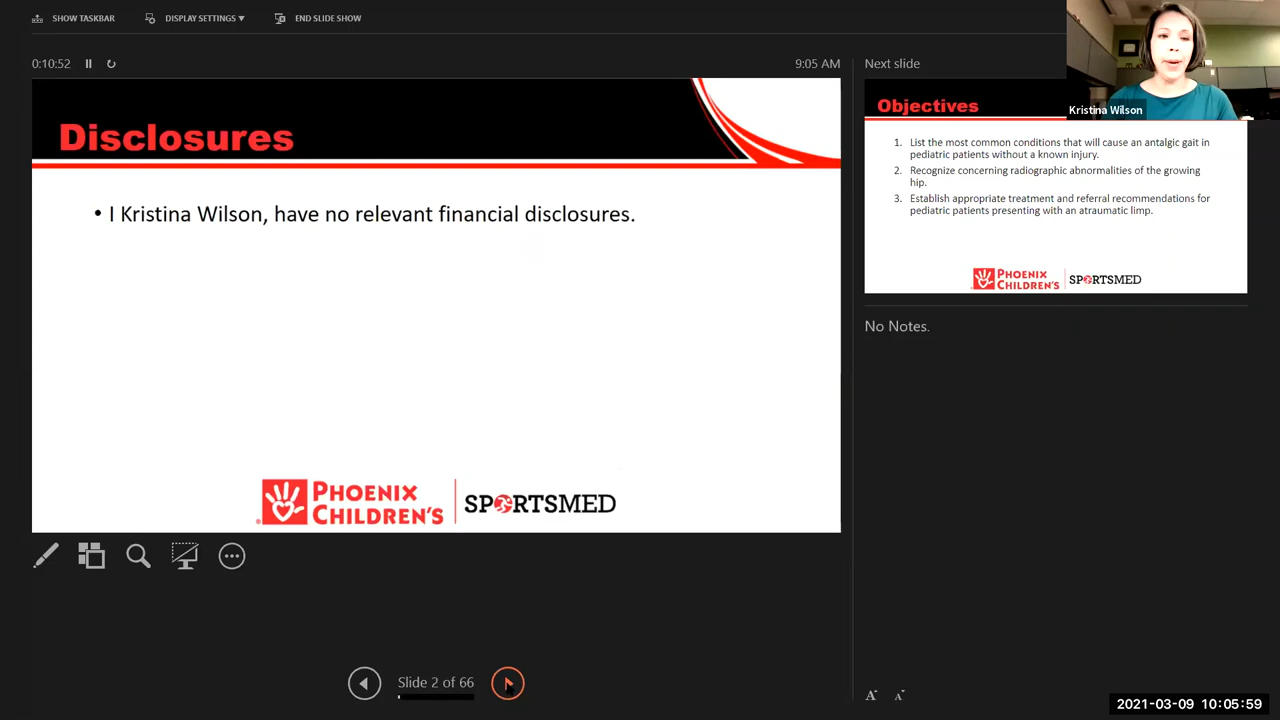 SHOW TASKBAR
DISPLAY SETTINGS ▾
END SLIDE SHOW
0:10:52
9:05 AM
Disclosures
• I Kristina Wilson, have no relevant financial disclosures.
PHOENIX
CHILDREN'S
SPORTSMED
Slide 2 of 66
Next slide
Objectives
1. List the most common conditions that will cause an antalgic gait in
pediatric patients without a known injury.
2. Recognize concerning radiographic abnormalities of the growing
hip.
3. Establish appropriate treatment and referral recommendations for
pediatric patients presenting with an atraumatic limp.
PHOENIX
CHILDREN'S
SPORTSMED
No Notes.
A A
Kristina Wilson
2021-03-09 10:05:59